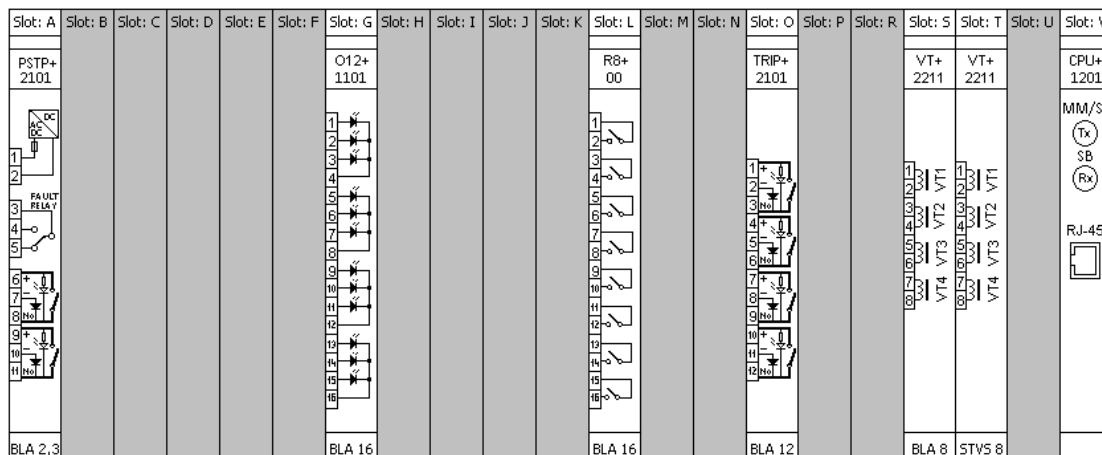 Slot: A Slot: B Slot: C Slot: D Slot: E Slot: F Slot: G Slot: H Slot: I Slot: J Slot: K Slot: L Slot: M Slot: N Slot: O Slot: P Slot: R Slot: S Slot: T Slot: U Slot: V
PSTP+
2101
AC
DC
DC
1
2
FAULT
RELAY
3
4
5
6 +
7 -
8 No
9 +
10 -
11 No
BLA 2,3
O12+
1101
1
2
3
4
5
6
7
8
9
10
11
12
13
14
15
16
BLA 16
R8+
00
1
2
3
4
5
6
7
8
9
10
11
12
13
14
15
16
BLA 16
TRIP+
2101
1 +
2 -
3 No
4 +
5 -
6 No
7 +
8 -
9 No
10 +
11 -
12 No
BLA 12
VT+
2211
1
2
VT1
3
4
VT2
5
6
VT3
7
8
VT4
BLA 8
VT+
2211
1
2
VT1
3
4
VT2
5
6
VT3
7
8
VT4
STVS 8
CPU+
1201
MM/S
Tx
SB
Rx
RJ-45